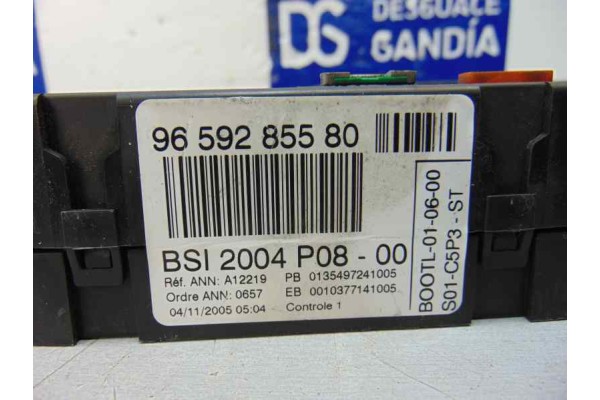 DS
DESGUACE
GANDÍA
96 592 855 80
BSI 2004 P08 - 00
Réf. ANN: A12219 PB 0135497241005
Ordre ANN: 0657 EB 0010377141005
04/11/2005 05:04 Controle 1
BOOTL-01-06-00
S01-C5P3 - ST